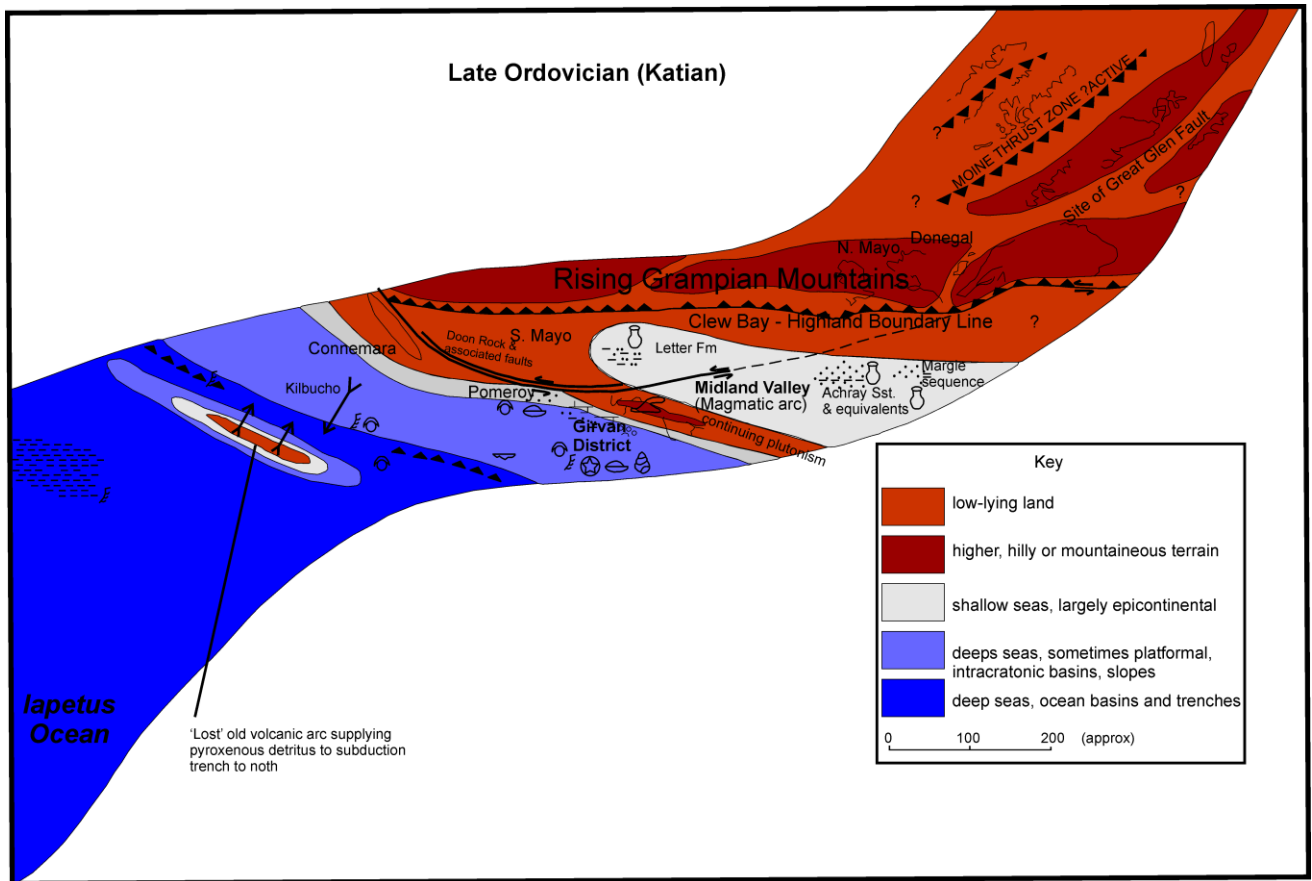 Late Ordovician (Katian)
MOINE THRUST ZONE ?ACTIVE
?
?
Site of Great Glen Fault
?
Donegal
N. Mayo
Rising Grampian Mountains
Clew Bay - Highland Boundary Line
?
Connemara
Doon Rock &
associated faults
S. Mayo
Letter Fm
Kilbucho
Pomeroy
Midland Valley
(Magmatic arc)
Margie
sequence
Achray Sst.
& equivalents
Girvan
District
continuing plutonism
Iapetus
Ocean
'Lost' old volcanic arc supplying
pyroxenous detritus to subduction
trench to noth
Key
low-lying land
higher, hilly or mountaineous terrain
shallow seas, largely epicontinental
deeps seas, sometimes platformal,
intracratonic basins, slopes
deep seas, ocean basins and trenches
0 100 200 (approx)